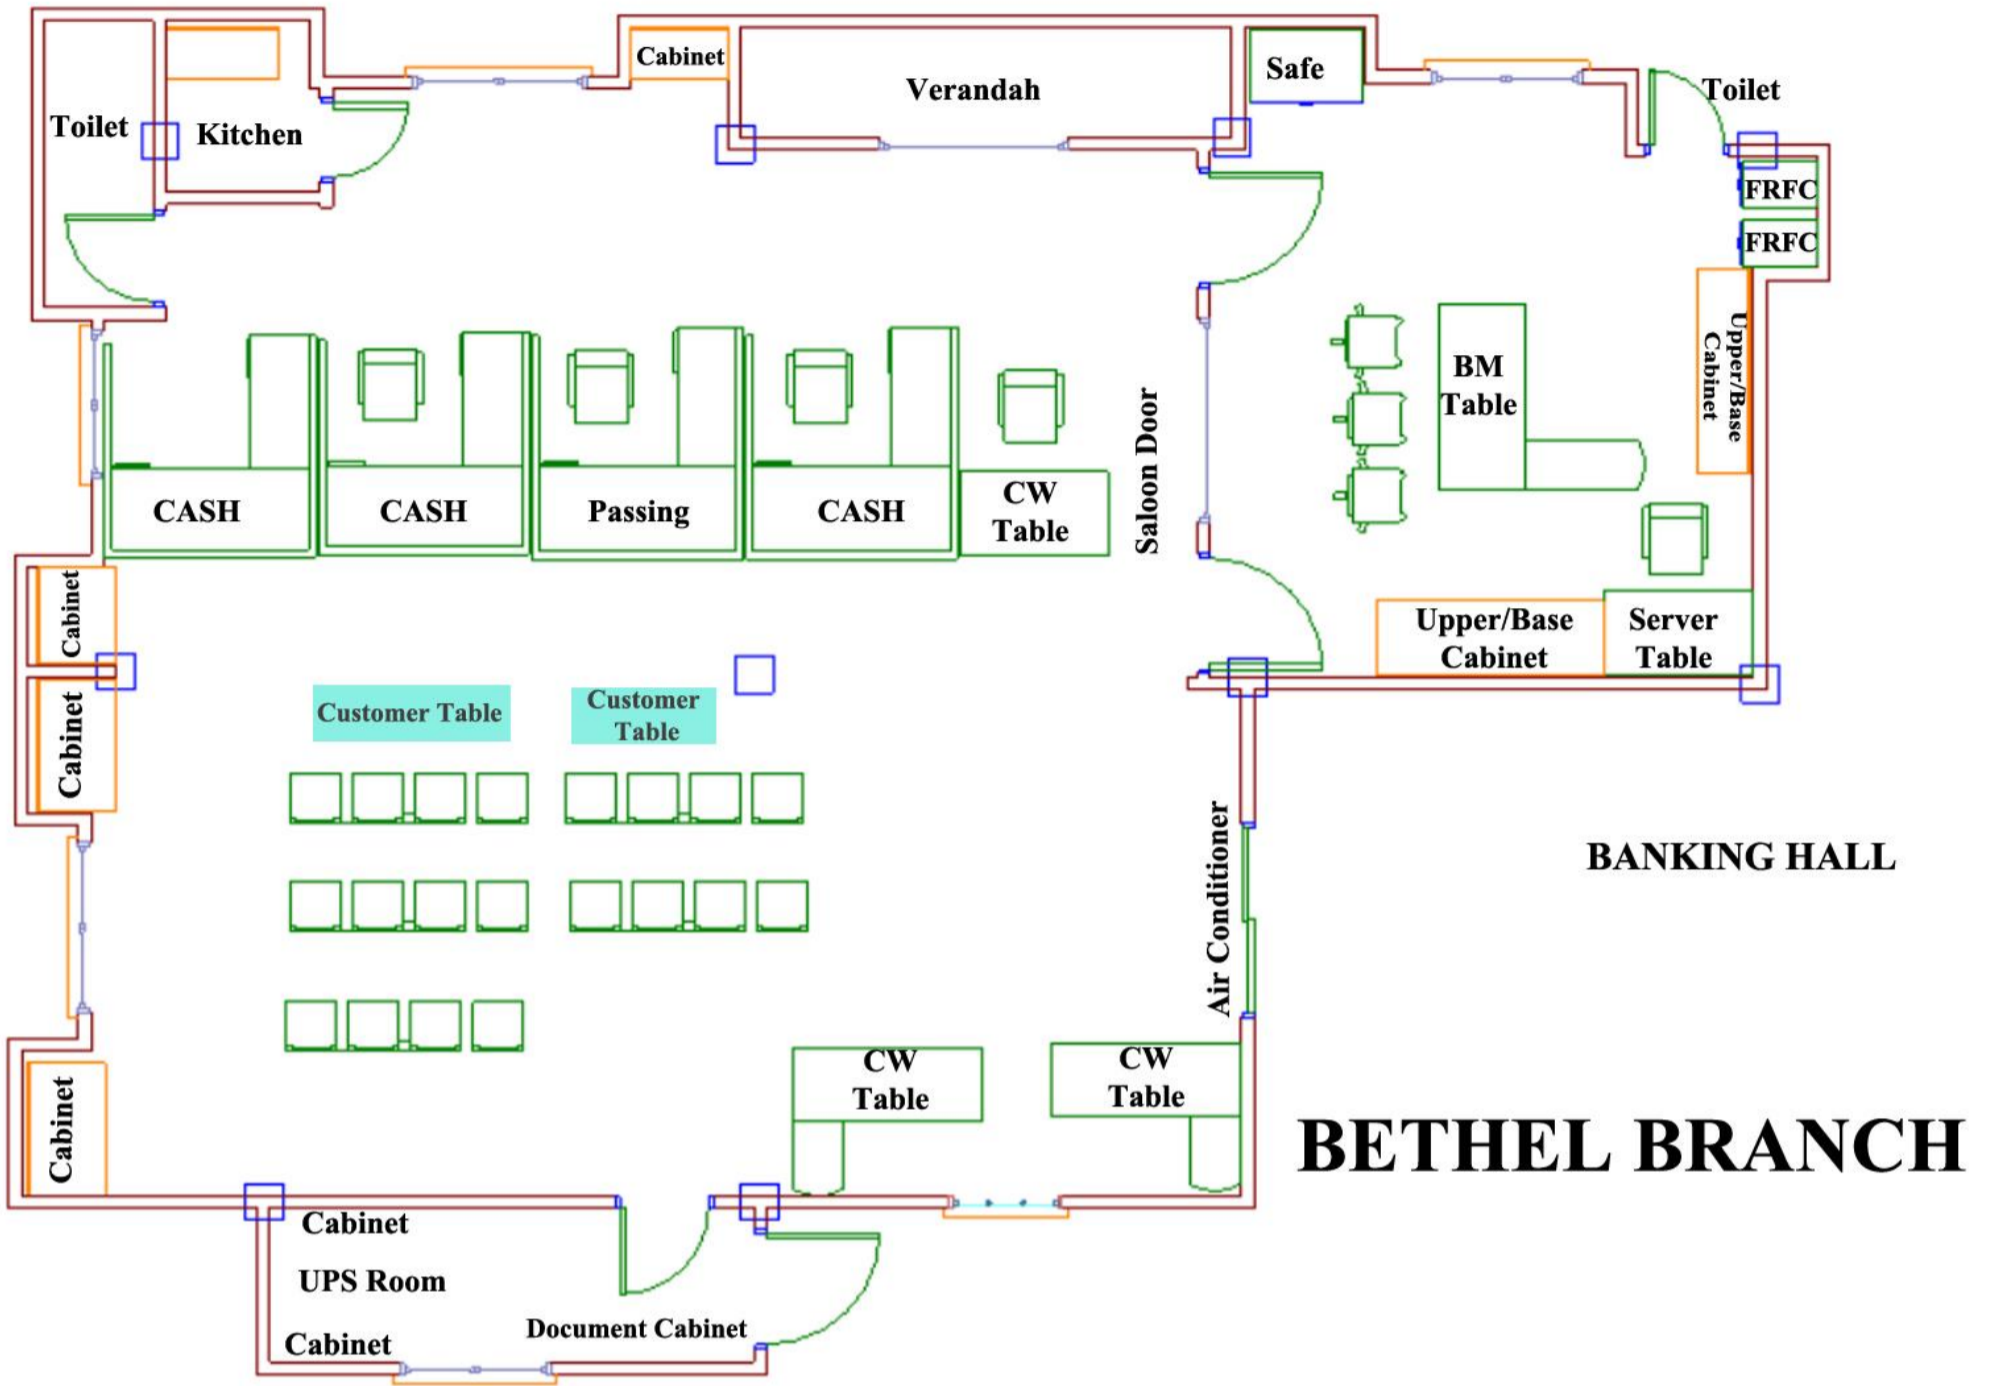 Cabinet
Verandah
Safe
Toilet
Toilet
Kitchen
FRFC
FRFC
Upper/Base
Cabinet
BM
Table
Saloon Door
CASH
CASH
Passing
CASH
CW
Table
Cabinet
Upper/Base
Cabinet
Server
Table
Customer Table
Customer
Table
Cabinet
Air Conditioner
BANKING HALL
CW
Table
CW
Table
Cabinet
BETHEL BRANCH
Cabinet
UPS Room
Document Cabinet
Cabinet